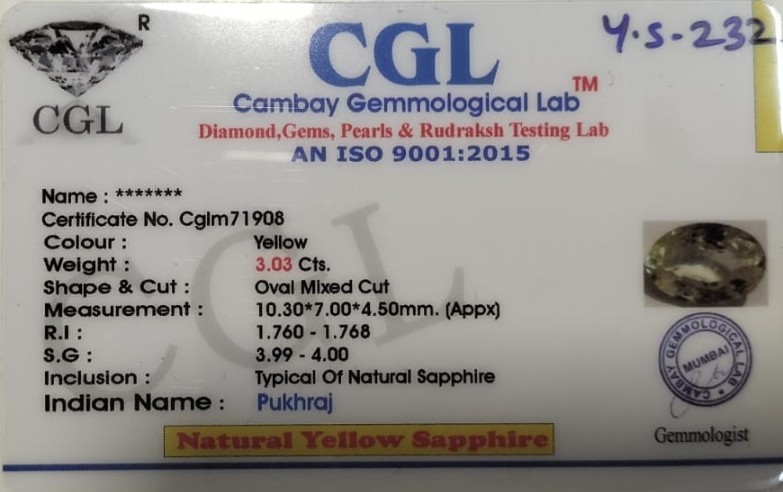 R
CGL
CGL
Y.S-232
TM
Cambay Gemmological Lab
Diamond,Gems, Pearls & Rudraksh Testing Lab
AN ISO 9001:2015
Name : *******
Certificate No. Cglm71908
Colour : Yellow
Weight : 3.03 Cts.
Shape & Cut : Oval Mixed Cut
Measurement : 10.30*7.00*4.50mm. (Appx)
R.I : 1.760 - 1.768
S.G : 3.99 - 4.00
Inclusion : Typical Of Natural Sapphire
Indian Name : Pukhraj
Natural Yellow Sapphire
CGL
CAMBAY GEMMOLOGICAL LAB
MUMBAI
Gemmologist